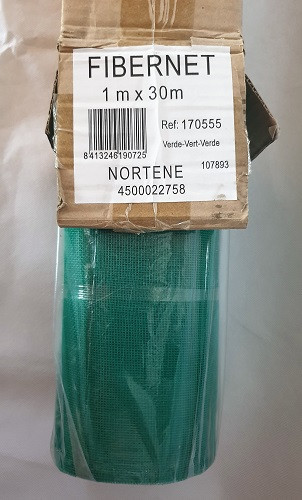 FIBERNET
1 m x 30m
Ref: 170555
8413246190725
Verde-Vert-Verde
NORTENE
107893
4500022758